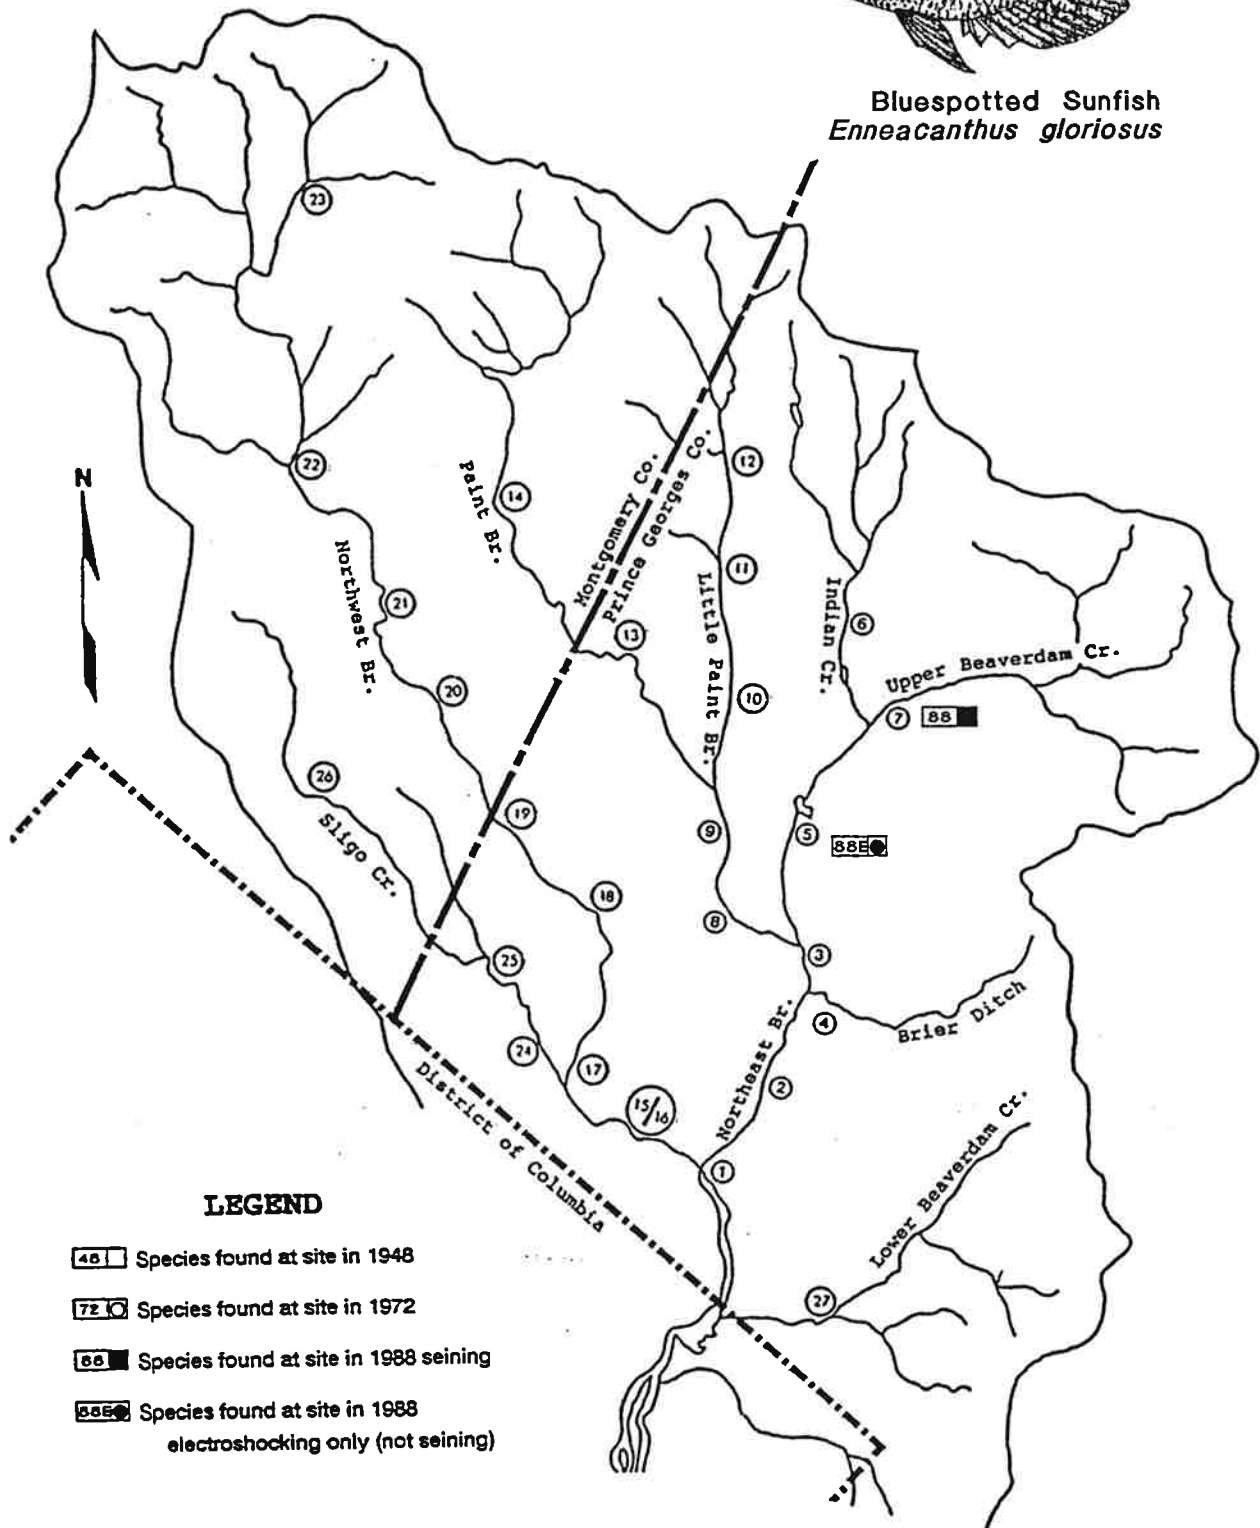 Bluespotted Sunfish
Enneacanthus gloriosus
23
22
N
Paint Br.
14
Montgomery Co.
Prince Georges Co.
12
11
Northwest Br.
21
13
Little Paint Br.
Indian Cr.
6
Upper Beaverdam Cr.
20
10
7
88
26
Sligo Cr.
19
9
5
88E
18
8
25
3
4
Brier Ditch
24
17
Northeast Br.
2
15/16
District of Columbia
1
Lower Beaverdam Cr.
27
LEGEND
48 Species found at site in 1948
72 Species found at site in 1972
88 Species found at site in 1988 seining
88E Species found at site in 1988
electroshocking only (not seining)